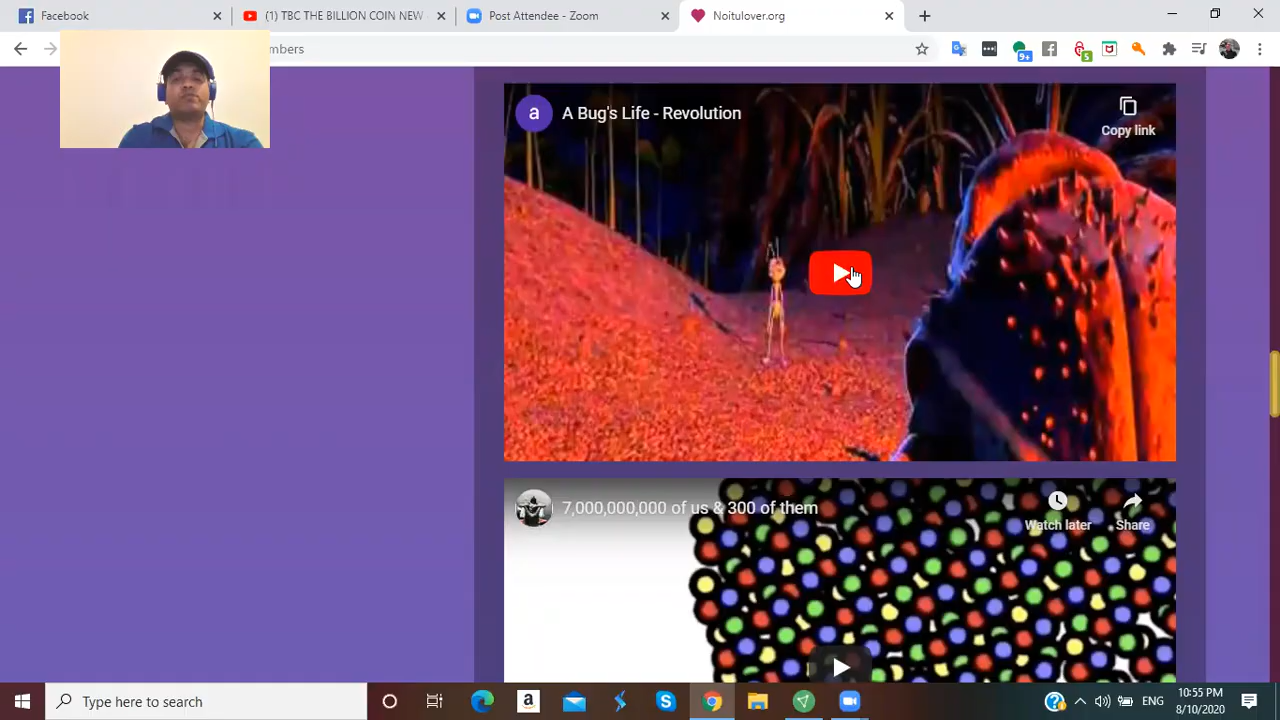 Facebook
(1) TBC THE BILLION COIN NEW
Post Attendee - Zoom
Noitulover.org
mbers
9+
5
a
A Bug's Life - Revolution
Copy link
7,000,000,000 of us & 300 of them
Watch later
Share
Type here to search
ENG
10:55 PM
8/10/2020